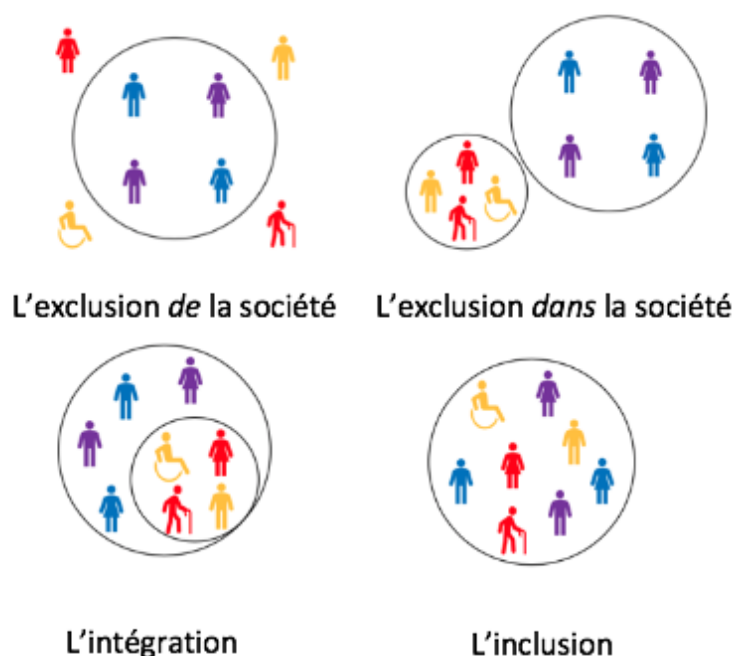 L'exclusion de la société
L'exclusion dans la société
L'intégration
L'inclusion